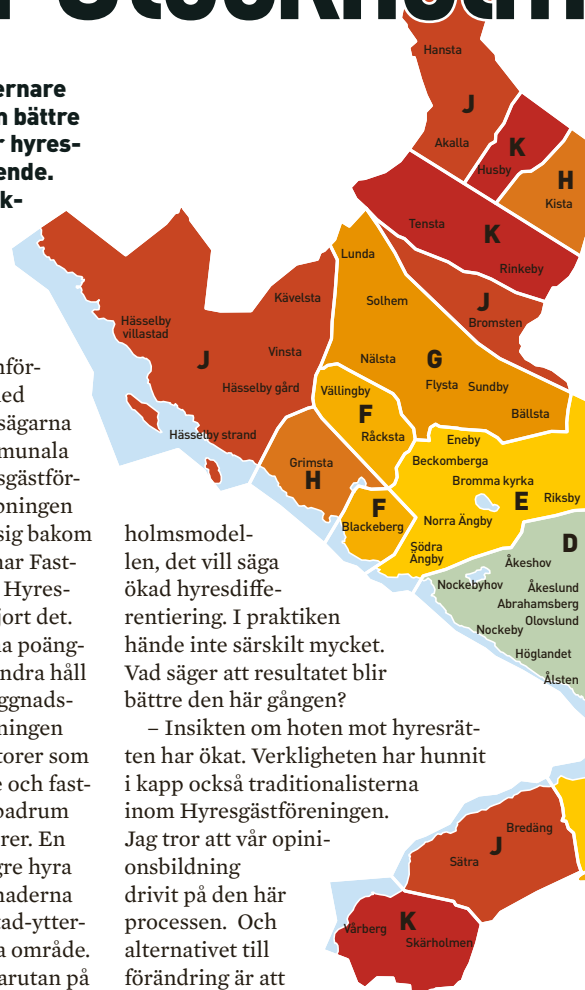 Stockholm
ernare
n bättre
r hyres-
ende.
k-
nför-
ned
sägarna
munala
sgästför-
oningen
sig bakom
nar Fast-
Hyres-
jort det.
la poäng-
ndra håll
ggnads-
ningen
torer som
e och fast-
badrum
rer. En
gre hyra
naderna
tad-ytter-
a område.
arutan på
holmsmodel-
len, det vill säga
ökad hyresdiffe-
rentiering. I praktiken
hände inte särskilt mycket.
Vad säger att resultatet blir
bättre den här gången?
– Insikten om hoten mot hyresrät-
ten har ökat. Verkligheten har hunnit
i kapp också traditionalisterna
inom Hyresgästföreningen.
Jag tror att vår opini-
onsbildning
drivit på den här
processen. Och
alternativet till
förändring är att
Hansta
J
Akalla
K
Husby
H
Kista
Tensta
K
Rinkeby
J
Bromsten
Lunda
Solhem
Nälsta
G
Flysta
Sundby
Bällsta
Kävelsta
Hässelby
villastad
Vinsta
J
Hässelby gård
Hässelby strand
Vällingby
F
Råcksta
Grimsta
H
F
Blackeberg
Eneby
Beckomberga
Bromma kyrka
E
Riksby
Norra Ängby
Södra
Ängby
D
Åkeshov
Nockebyhov
Åkeslund
Abrahamsberg
Olovslund
Nockeby
Höglandet
Ålsten
Bredäng
J
Sätra
K
Vårberg
Skärholmen